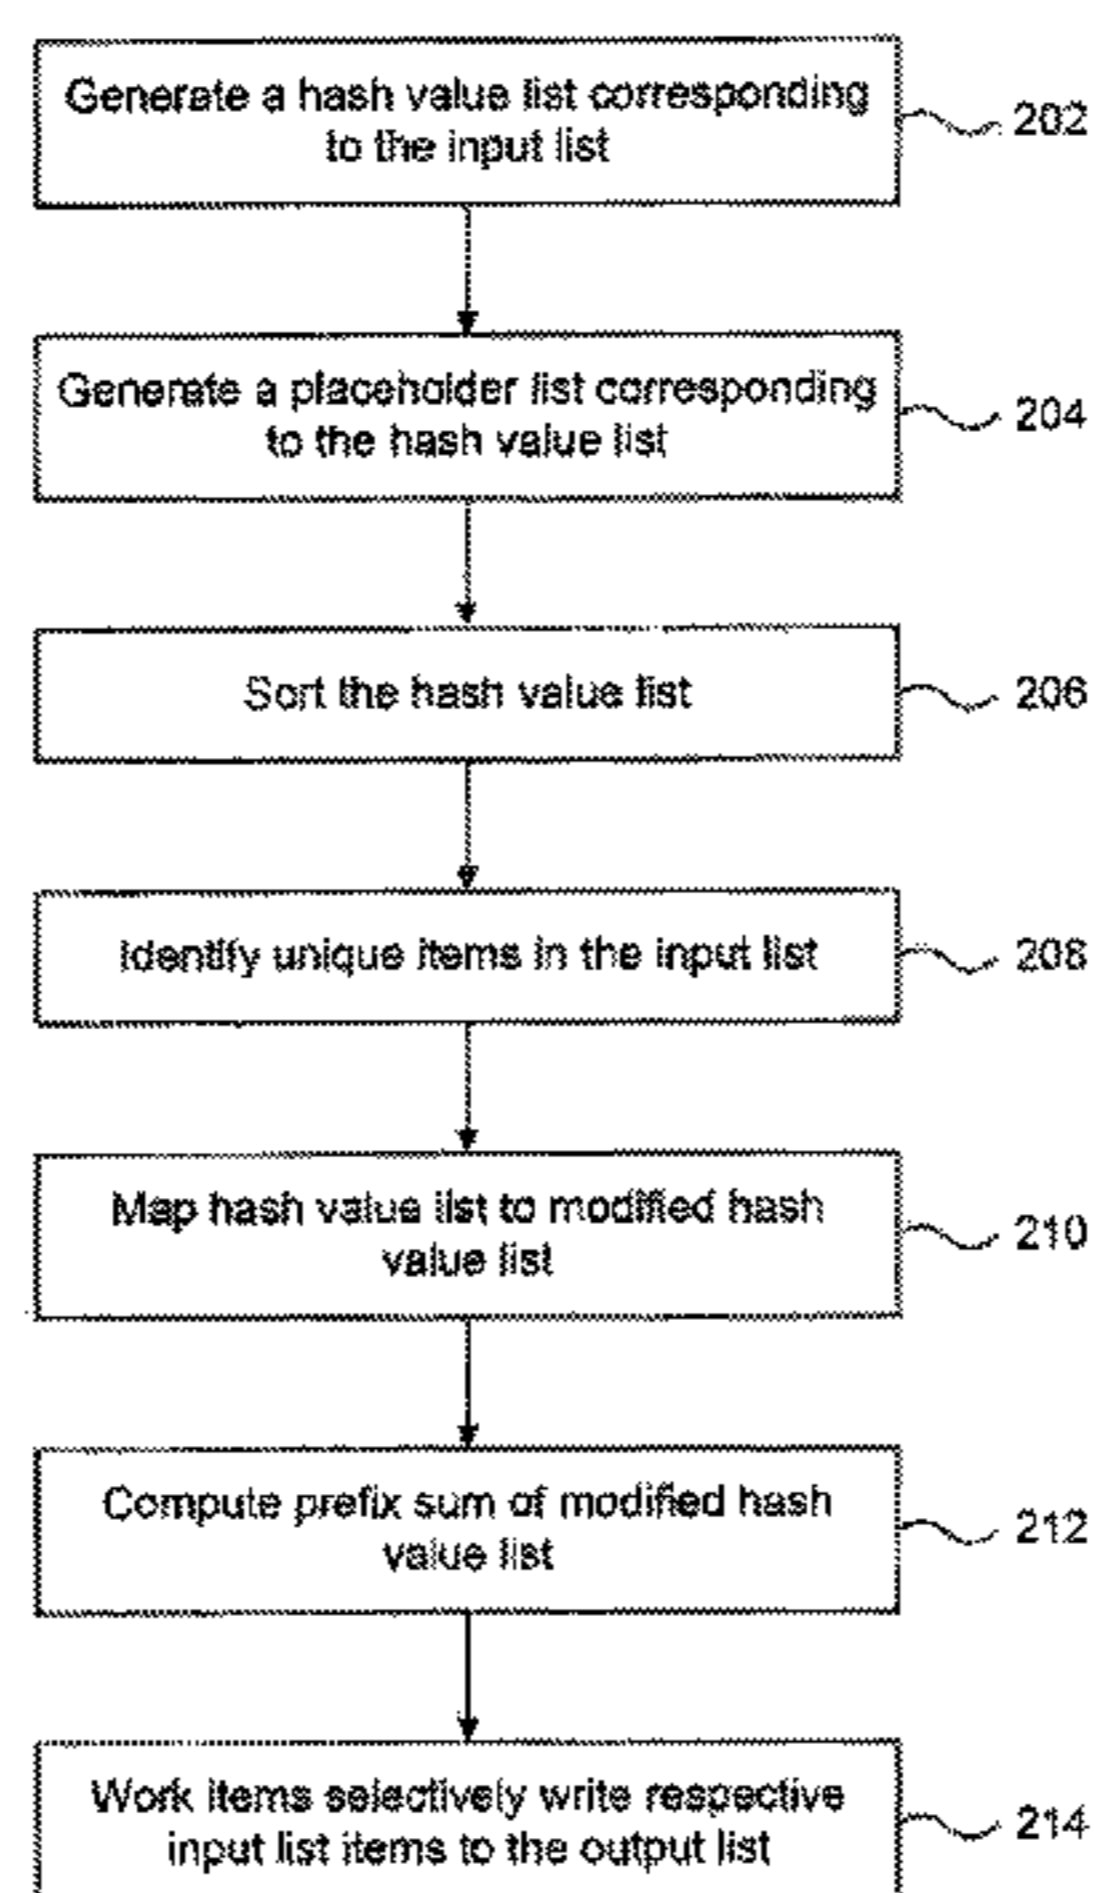 Generate a hash value list corresponding
to the input list
202
Generate a placeholder list corresponding
to the hash value list
204
Sort the hash value list
206
Identify unique items in the input list
208
Map hash value list to modified hash
value list
210
Compute prefix sum of modified hash
value list
212
Work items selectively write respective
input list items to the output list
214